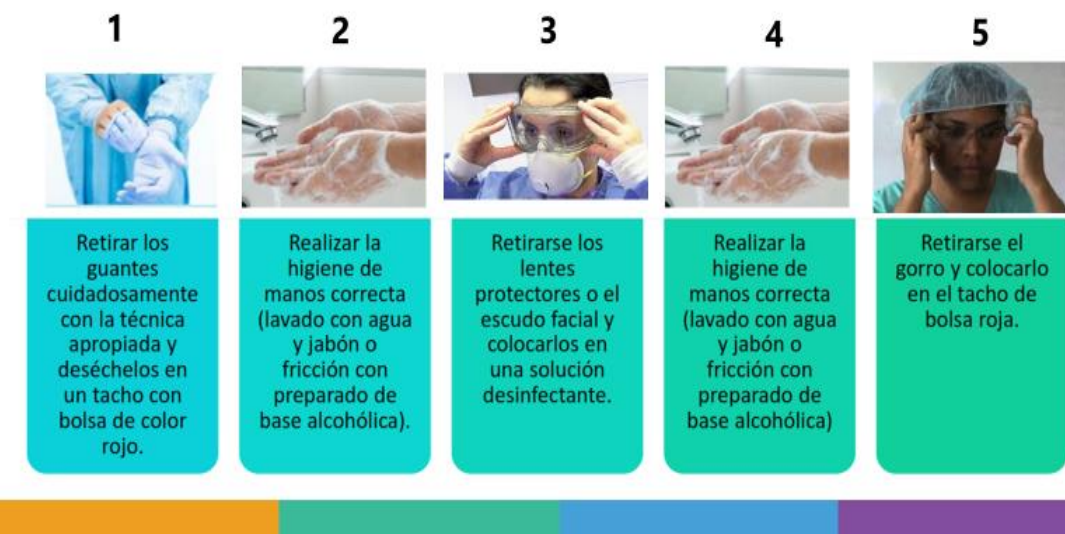 1
2
3
4
5
Retirar los
guantes
cuidadosamente
con la técnica
apropiada y
deséchelos en
un tacho con
bolsa de color
rojo.
Realizar la
higiene de
manos correcta
(lavado con agua
y jabón o
fricción con
preparado de
base alcohólica).
Retirarse los
lentes
protectores o el
escudo facial y
colocarlos en
una solución
desinfectante.
Realizar la
higiene de
manos correcta
(lavado con agua
y jabón o
fricción con
preparado de
base alcohólica)
Retirarse el
gorro y colocarlo
en el tacho de
bolsa roja.